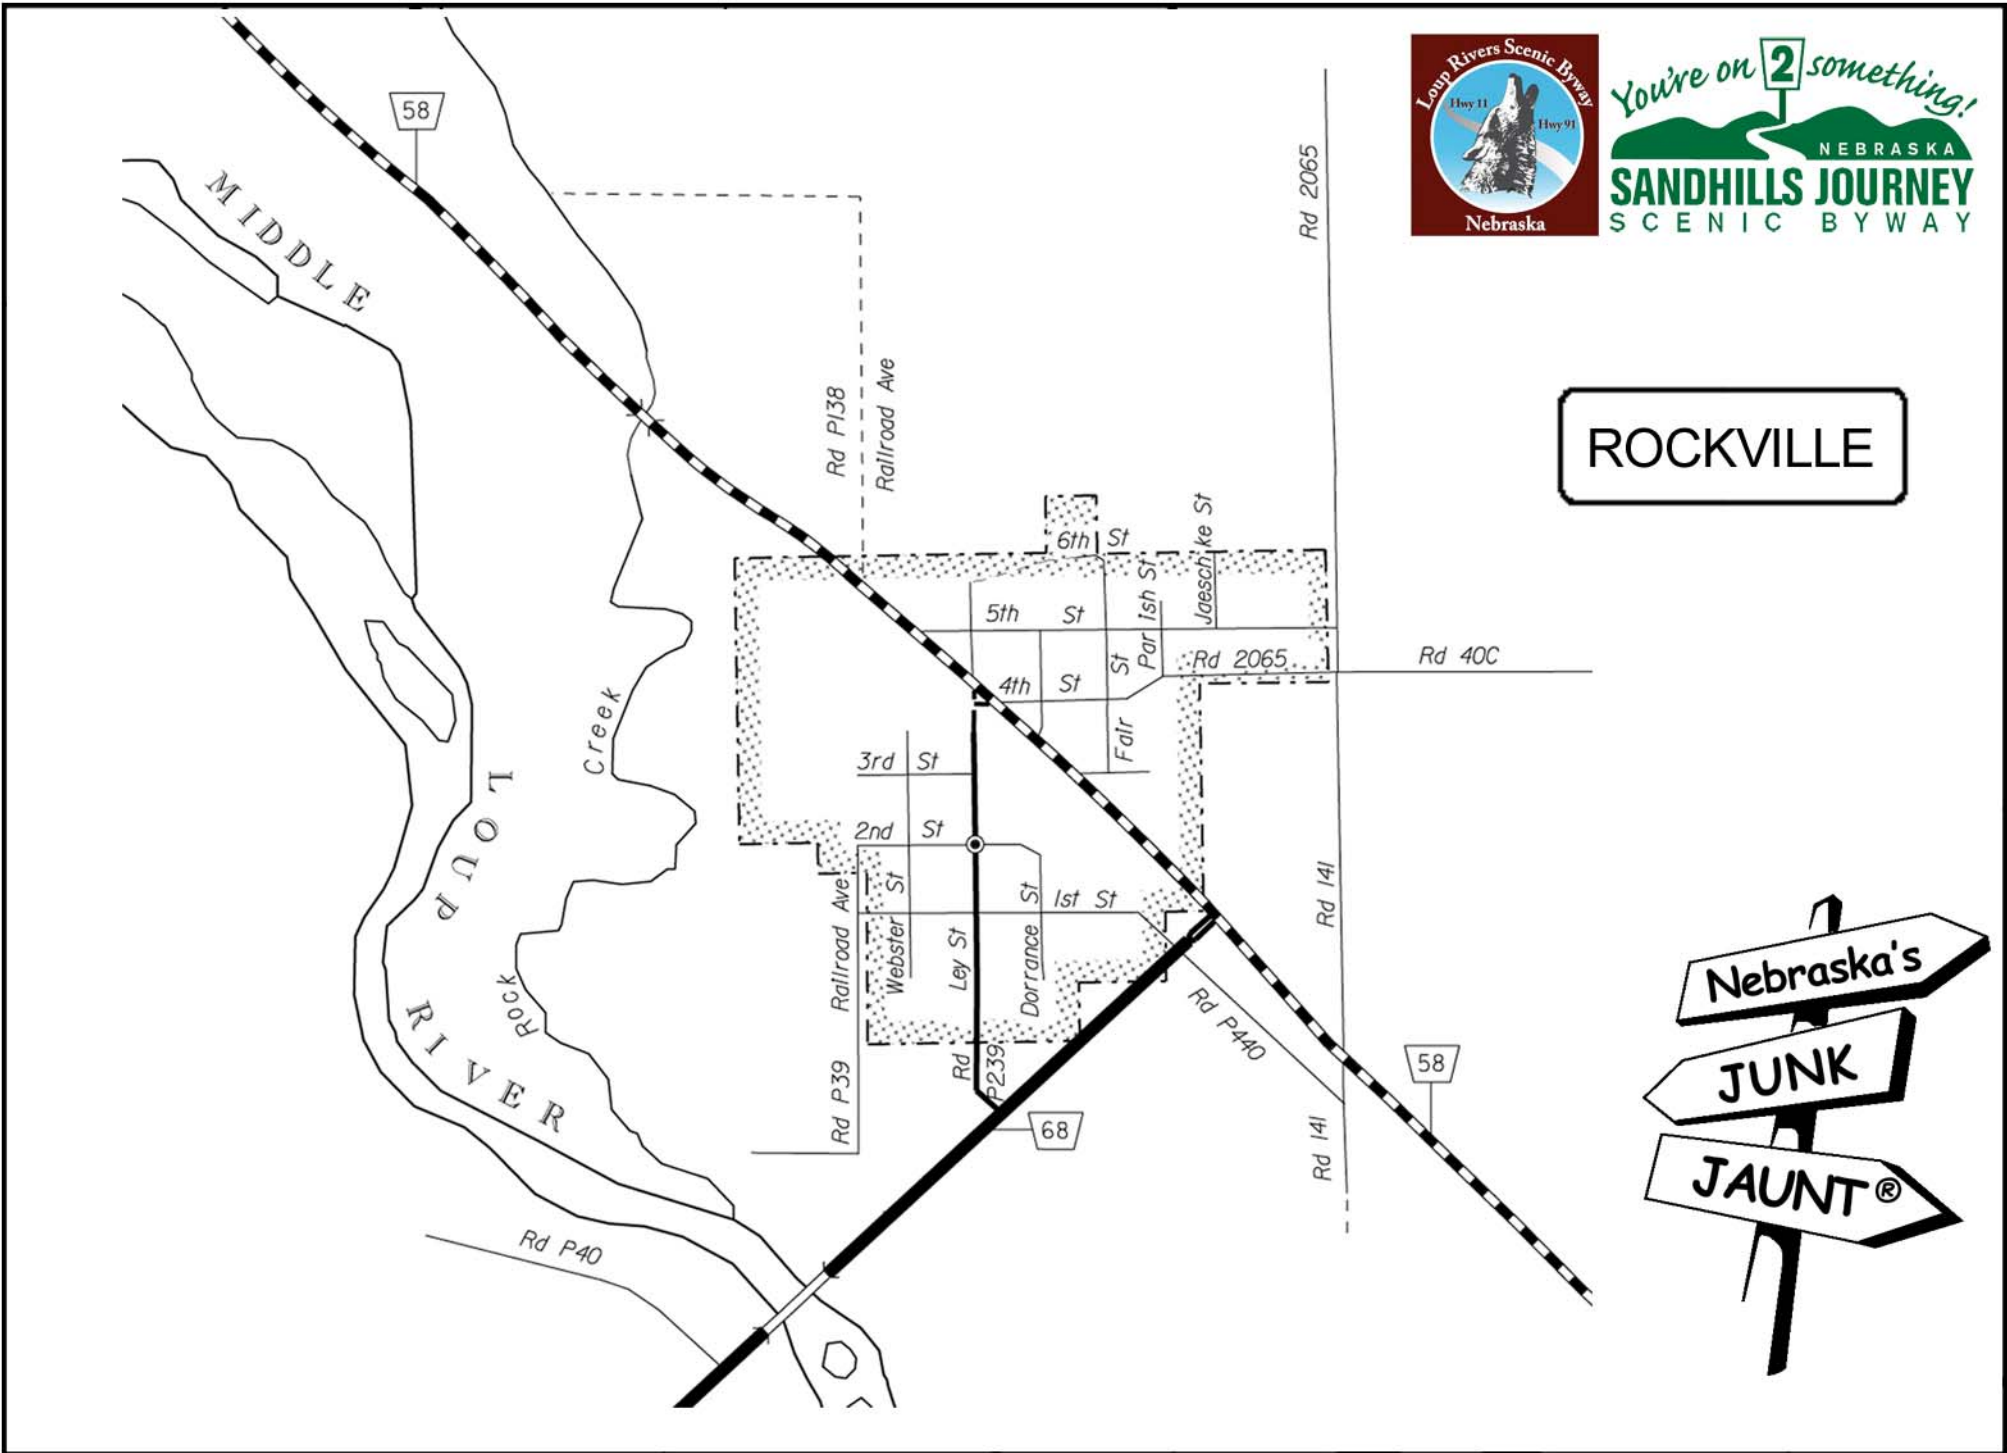 Loup Rivers Scenic Byway
Hwy 11
Hwy 91
Nebraska
You're on 2 something!
NEBRASKA
SANDHILLS JOURNEY
SCENIC BYWAY
58
MIDDLE
Rd 2065
ROCKVILLE
Rd P138
Railroad Ave
6th St
Jaeschke St
Parish St
5th St
Rd 2065
Rd 40C
4th St
Fair St
Creek
3rd St
LOUP
2nd St
Webster St
Railroad Ave
Ley St
Dorrance St
1st St
Rd 141
Nebraska's
JUNK
JAUNT®
Rock
RIVER
Rd P440
Rd P39
Rd P239
68
58
Rd 141
Rd P40